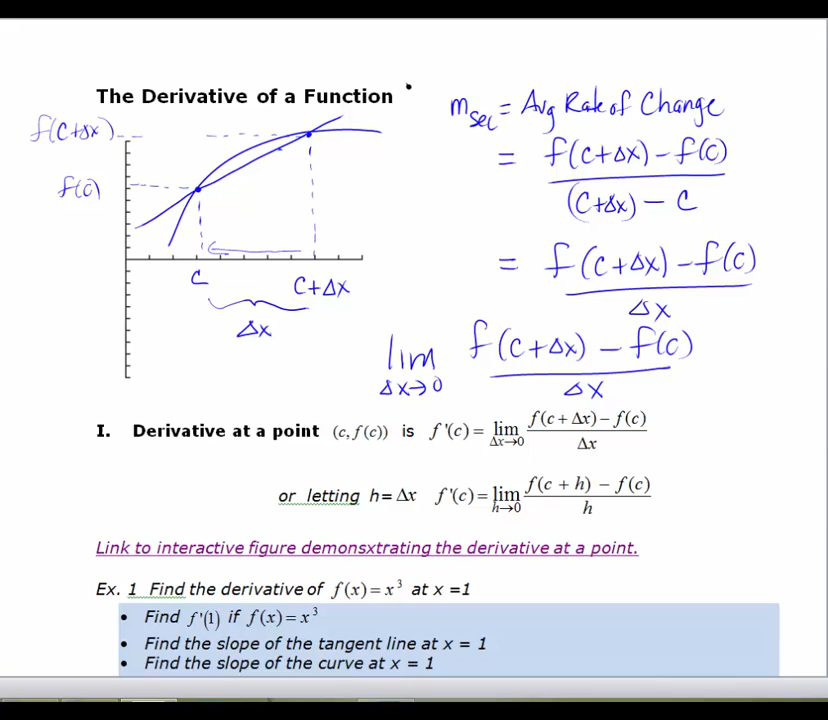 The Derivative of a Function
m_sec = Avg Rate of Change
f(c+Δx)
= f(c+Δx) – f(c) / (c+Δx) – c
f(c)
= f(c+Δx) – f(c) / Δx
c
c+Δx
Δx
lim Δx→0 f(c+Δx) – f(c) / Δx
I. Derivative at a point (c, f(c)) is f'(c) = lim Δx→0 f(c + Δx) – f(c) / Δx
or letting h = Δx f'(c) = lim h→0 f(c + h) – f(c) / h
Link to interactive figure demonsxtrating the derivative at a point.
Ex. 1 Find the derivative of f(x) = x³ at x =1
• Find f'(1) if f(x) = x³
• Find the slope of the tangent line at x = 1
• Find the slope of the curve at x = 1